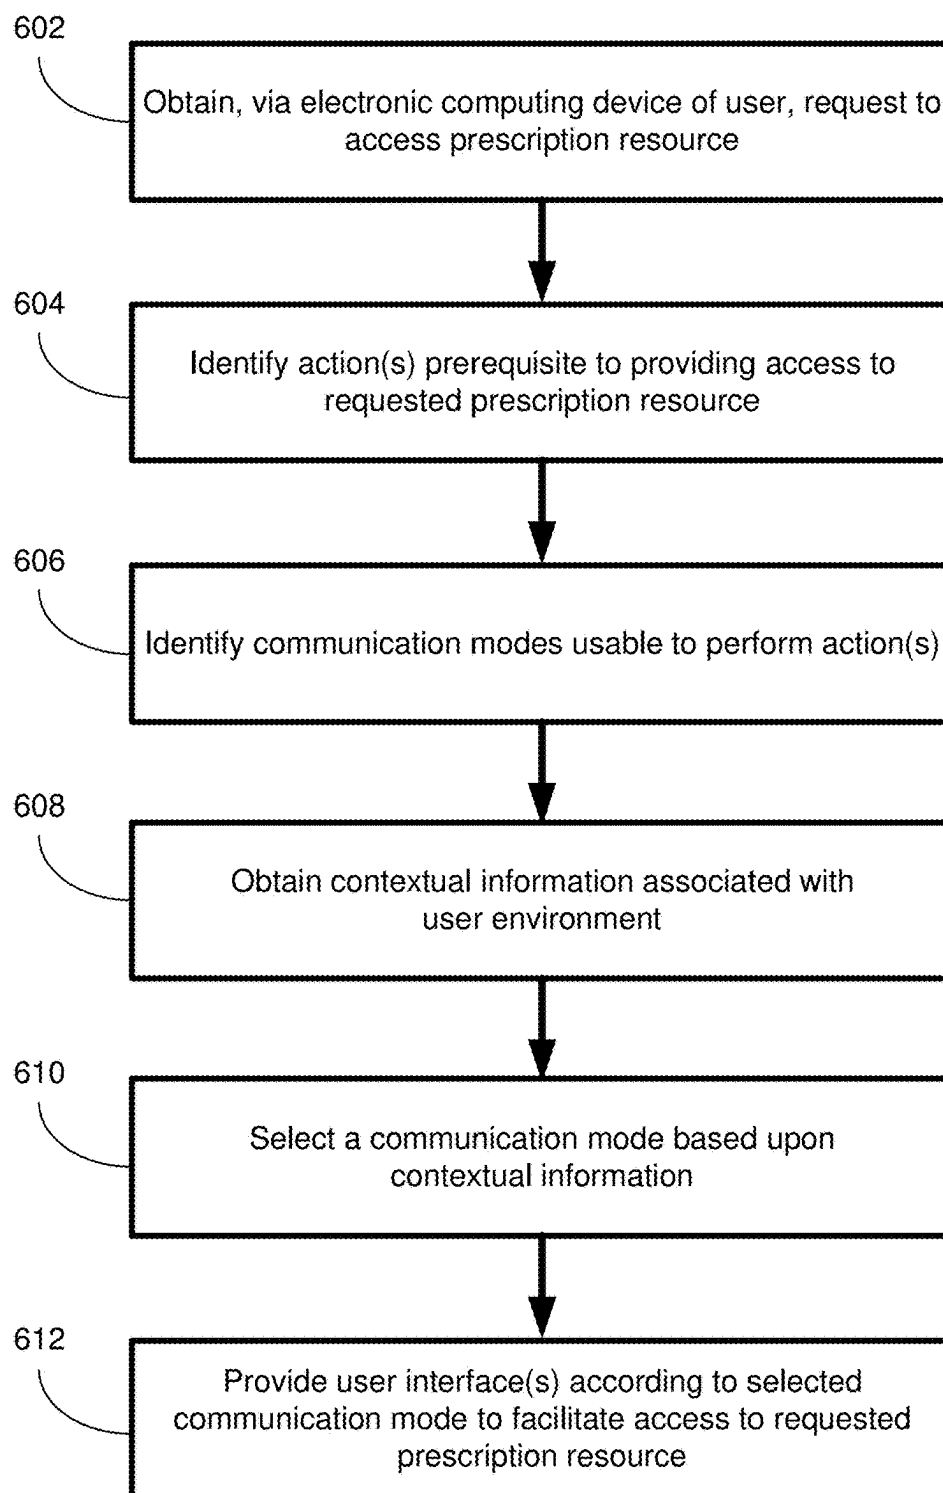 602
Obtain, via electronic computing device of user, request to
access prescription resource
604
Identify action(s) prerequisite to providing access to
requested prescription resource
606
Identify communication modes usable to perform action(s)
608
Obtain contextual information associated with
user environment
610
Select a communication mode based upon
contextual information
612
Provide user interface(s) according to selected
communication mode to facilitate access to requested
prescription resource